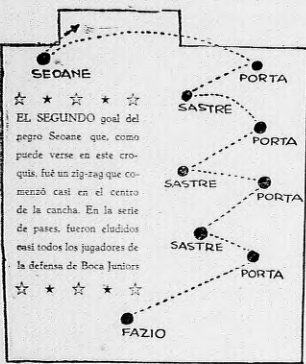 SEOANE
PORTA
☆ ★ ☆ ★ ☆
SASTRE
EL SEGUNDO goal del
negro Seoane que, como
puede verse en este cro-
quis, fué un zig-zag que co-
menzó casi en el centro
de la cancha. En la serie
de pases, fueron eludidos
casi todos los jugadores de
la defensa de Boca Juniors
☆ ★ ☆ ★ ☆
PORTA
SASTRE
PORTA
SASTRE
PORTA
FAZIO